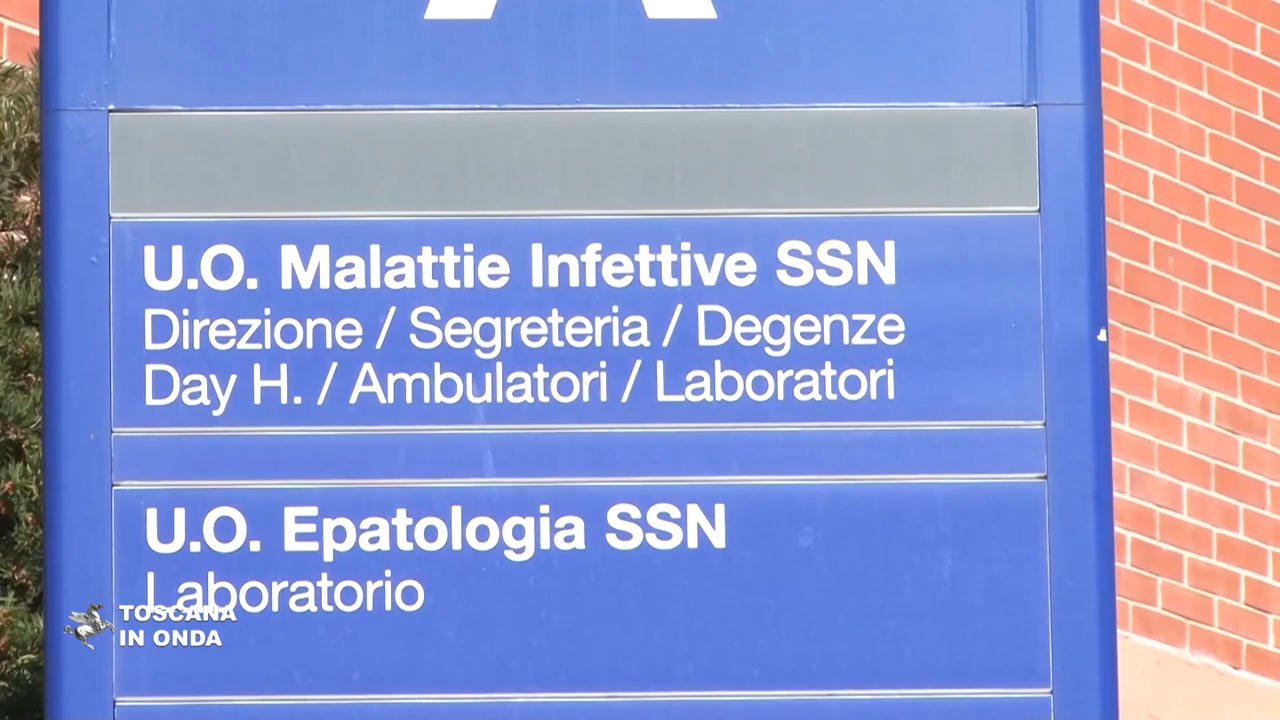 U.O. Malattie Infettive SSN
Direzione / Segreteria / Degenze
Day H. / Ambulatori / Laboratori
U.O. Epatologia SSN
Laboratorio
TOSCANA
IN ONDA